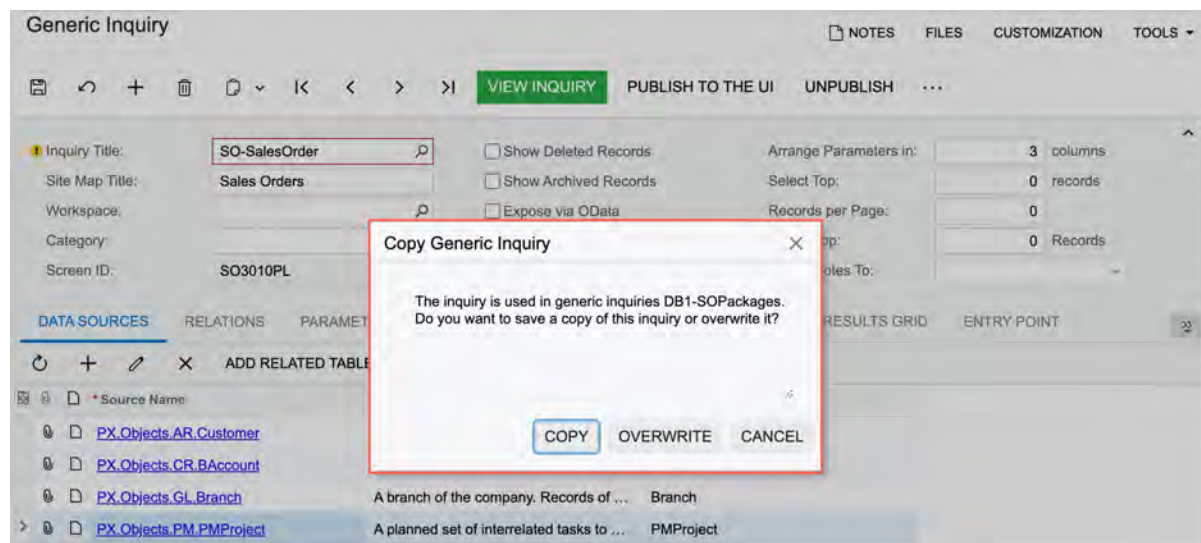 Generic Inquiry
NOTES FILES CUSTOMIZATION TOOLS
VIEW INQUIRY PUBLISH TO THE UI UNPUBLISH ...
Inquiry Title: SO-SalesOrder Show Deleted Records Arrange Parameters in: 3 columns
Site Map Title: Sales Orders Show Archived Records Select Top: 0 records
Workspace: Expose via OData Records per Page: 0
Category: 0 Records
Screen ID: SO3010PL To:
Copy Generic Inquiry
The inquiry is used in generic inquiries DB1-SOPackages.
Do you want to save a copy of this inquiry or overwrite it?
COPY OVERWRITE CANCEL
DATA SOURCES RELATIONS PARAMET RESULTS GRID ENTRY POINT
ADD RELATED TABLE
* Source Name
PX.Objects.AR.Customer
PX.Objects.CR.BAccount
PX.Objects.GL.Branch A branch of the company. Records of ... Branch
PX.Objects.PM.PMProject A planned set of interrelated tasks to ... PMProject